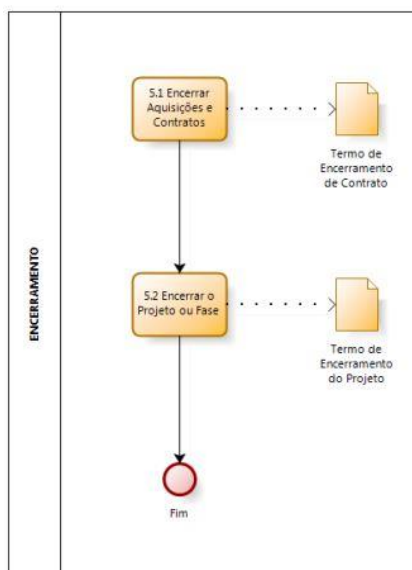 ENCERRAMENTO
5.1 Encerrar
Aquisições e
Contratos
Termo de
Encerramento
de Contrato
5.2 Encerrar o
Projeto ou Fase
Termo de
Encerramento
do Projeto
Fim